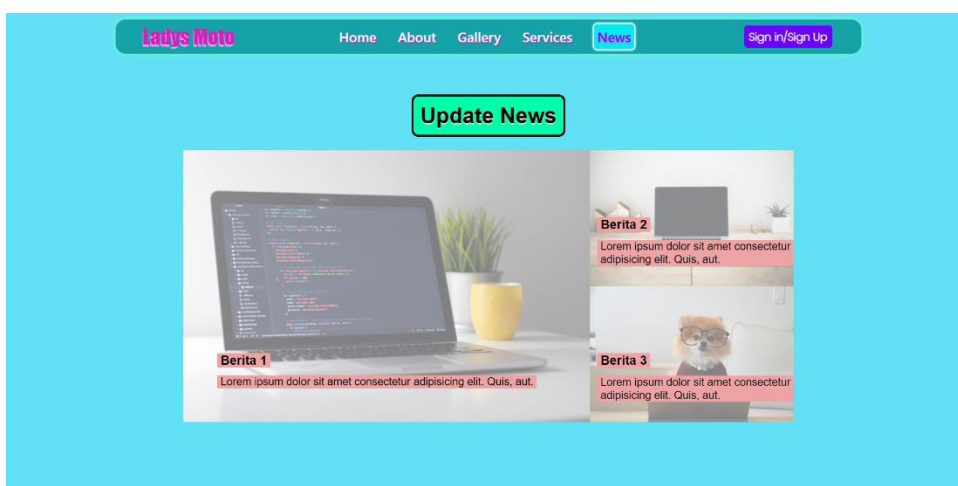 Ladys Moto
Home About Gallery Services News
Sign in/Sign Up
Update News
Berita 1
Lorem ipsum dolor sit amet consectetur adipisicing elit. Quis, aut.
Berita 2
Lorem ipsum dolor sit amet consectetur
adipisicing elit. Quis, aut.
Berita 3
Lorem ipsum dolor sit amet consectetur
adipisicing elit. Quis, aut.